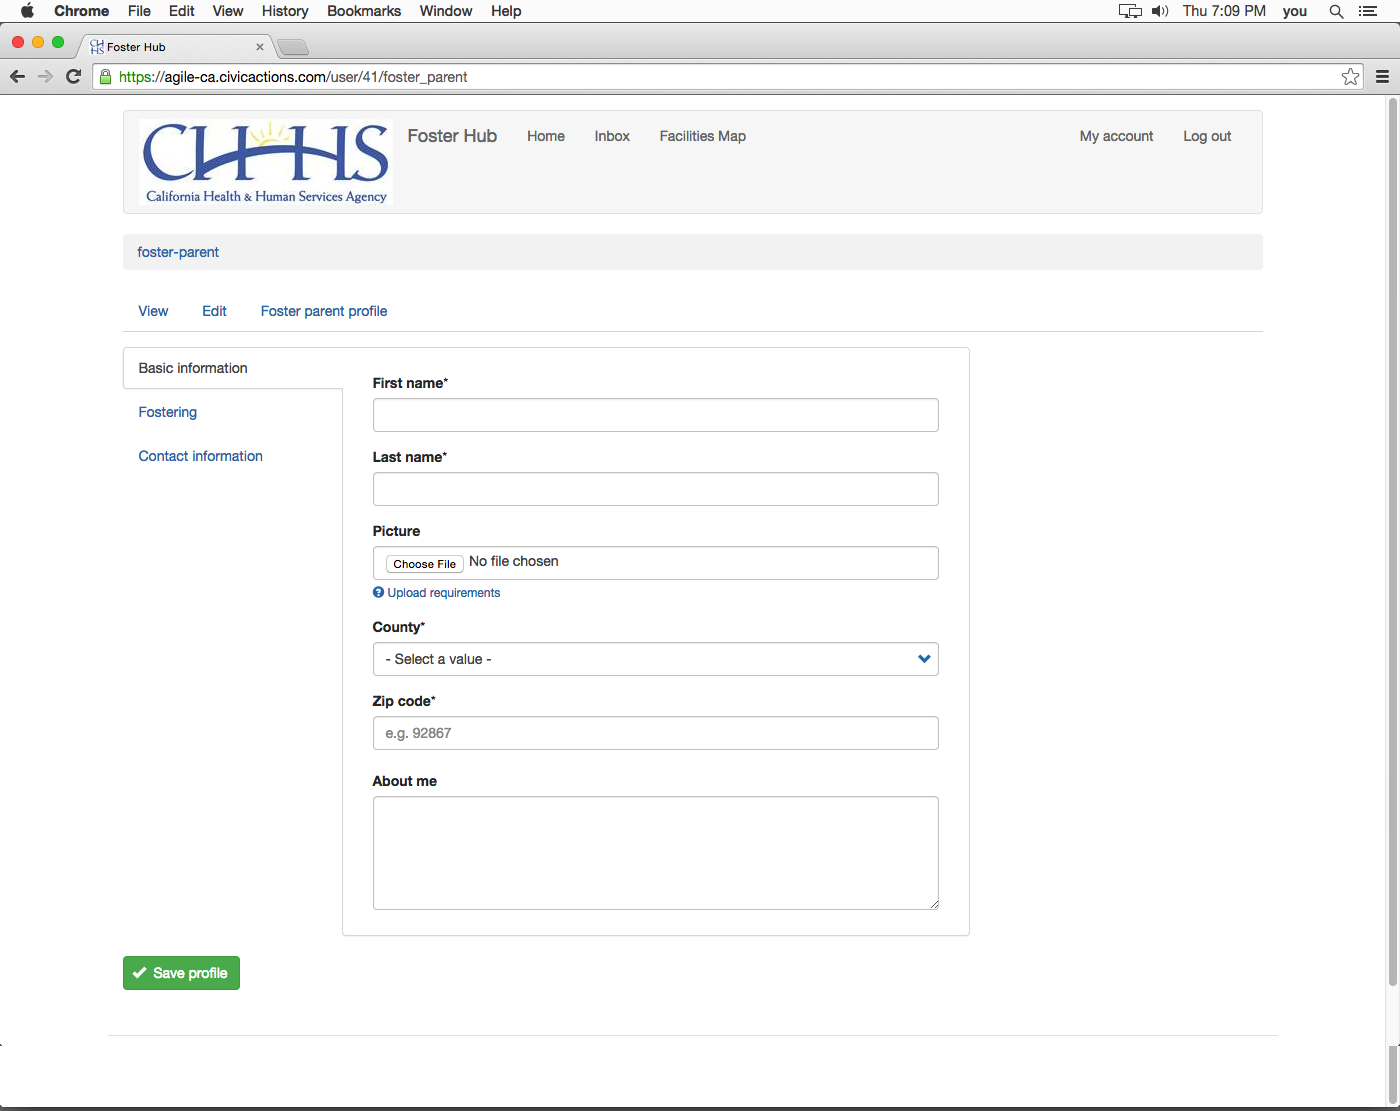 Chrome File Edit View History Bookmarks Window Help Thu 7:09 PM you
CHHS Foster Hub
https://agile-ca.civicactions.com/user/41/foster_parent
CHHS
California Health & Human Services Agency
Foster Hub Home Inbox Facilities Map My account Log out
foster-parent
View Edit Foster parent profile
Basic information
Fostering
Contact information
First name*
Last name*
Picture
Choose File No file chosen
Upload requirements
County*
- Select a value -
Zip code*
e.g. 92867
About me
Save profile